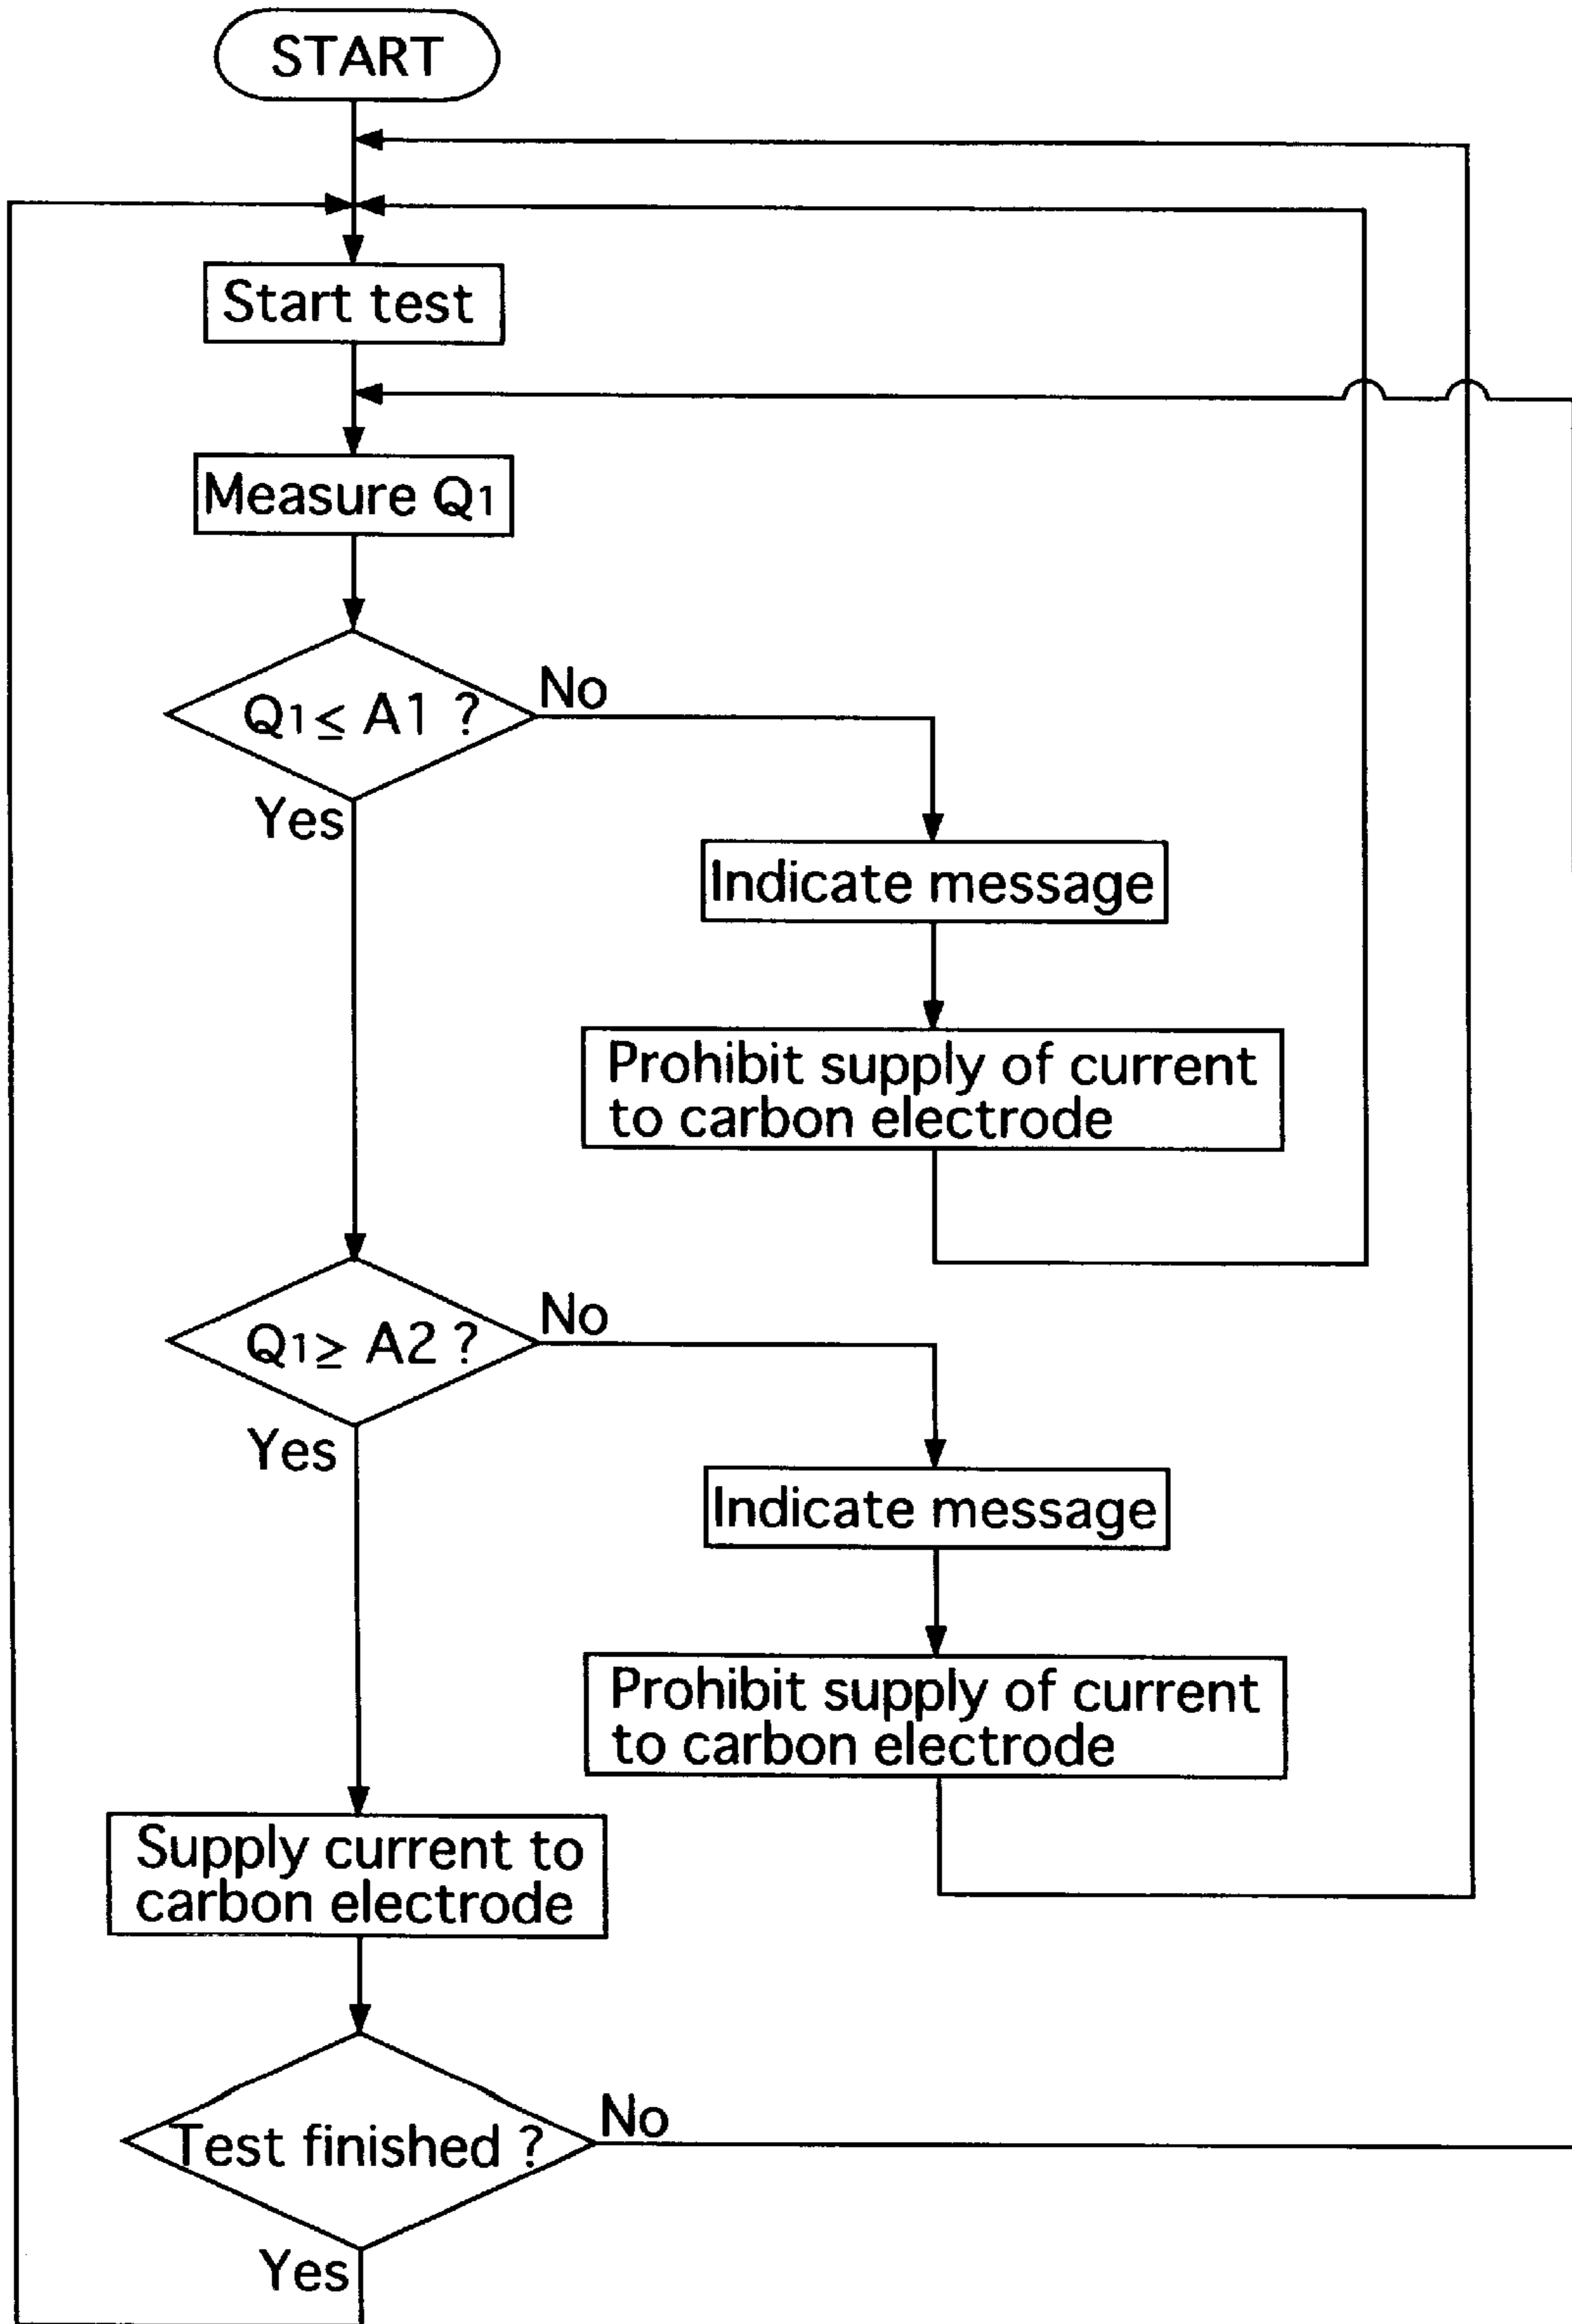 START
Start test
Measure Q1
Q1≤ A1 ?
No
Yes
Indicate message
Prohibit supply of current
to carbon electrode
Q1≥ A2 ?
No
Yes
Indicate message
Prohibit supply of current
to carbon electrode
Supply current to
carbon electrode
Test finished ?
No
Yes